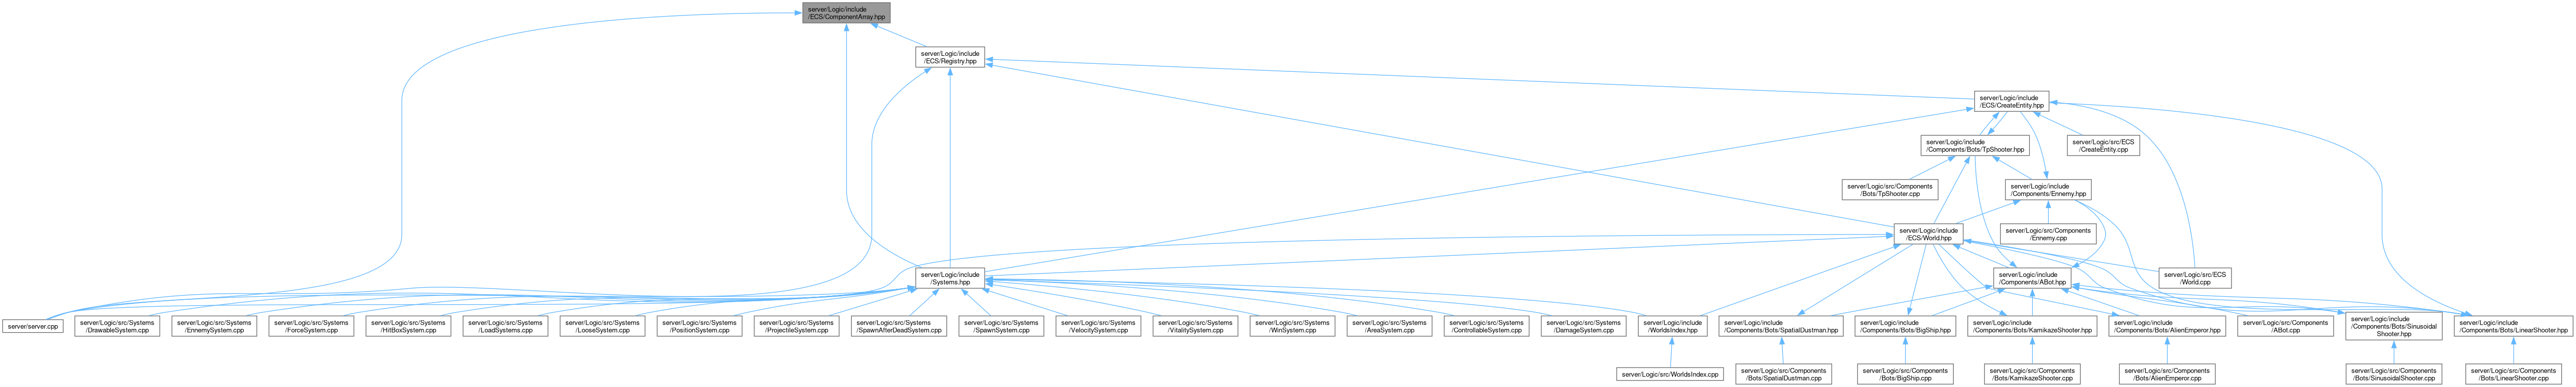 server/Logic/include
/ECS/ComponentArray.hpp
server/Logic/include
/ECS/Registry.hpp
server/Logic/include
/ECS/CreateEntity.hpp
server/Logic/include
/Components/Bots/TpShooter.hpp
server/Logic/src/ECS
/CreateEntity.cpp
server/Logic/src/Components
/Bots/TpShooter.cpp
server/Logic/include
/Components/Ennemy.hpp
server/Logic/include
/ECS/World.hpp
server/Logic/src/Components
/Ennemy.cpp
server/Logic/include
/Systems.hpp
server/Logic/include
/Components/ABot.hpp
server/Logic/src/ECS
/World.cpp
server/server.cpp
server/Logic/src/Systems
/DrawableSystem.cpp
server/Logic/src/Systems
/EnnemySystem.cpp
server/Logic/src/Systems
/ForceSystem.cpp
server/Logic/src/Systems
/HitBoxSystem.cpp
server/Logic/src/Systems
/LoadSystems.cpp
server/Logic/src/Systems
/LooseSystem.cpp
server/Logic/src/Systems
/PositionSystem.cpp
server/Logic/src/Systems
/ProjectileSystem.cpp
server/Logic/src/Systems
/SpawnAfterDeadSystem.cpp
server/Logic/src/Systems
/SpawnSystem.cpp
server/Logic/src/Systems
/VelocitySystem.cpp
server/Logic/src/Systems
/VitalitySystem.cpp
server/Logic/src/Systems
/WinSystem.cpp
server/Logic/src/Systems
/AreaSystem.cpp
server/Logic/src/Systems
/ControllableSystem.cpp
server/Logic/src/Systems
/DamageSystem.cpp
server/Logic/include
/WorldsIndex.hpp
server/Logic/include
/Components/Bots/SpatialDustman.hpp
server/Logic/include
/Components/Bots/BigShip.hpp
server/Logic/include
/Components/Bots/KamikazeShooter.hpp
server/Logic/include
/Components/Bots/AlienEmperor.hpp
server/Logic/src/Components
/ABot.cpp
server/Logic/include
/Components/Bots/Sinusoidal
Shooter.hpp
server/Logic/include
/Components/Bots/LinearShooter.hpp
server/Logic/src/WorldsIndex.cpp
server/Logic/src/Components
/Bots/SpatialDustman.cpp
server/Logic/src/Components
/Bots/BigShip.cpp
server/Logic/src/Components
/Bots/KamikazeShooter.cpp
server/Logic/src/Components
/Bots/AlienEmperor.cpp
server/Logic/src/Components
/Bots/SinusoidalShooter.cpp
server/Logic/src/Components
/Bots/LinearShooter.cpp